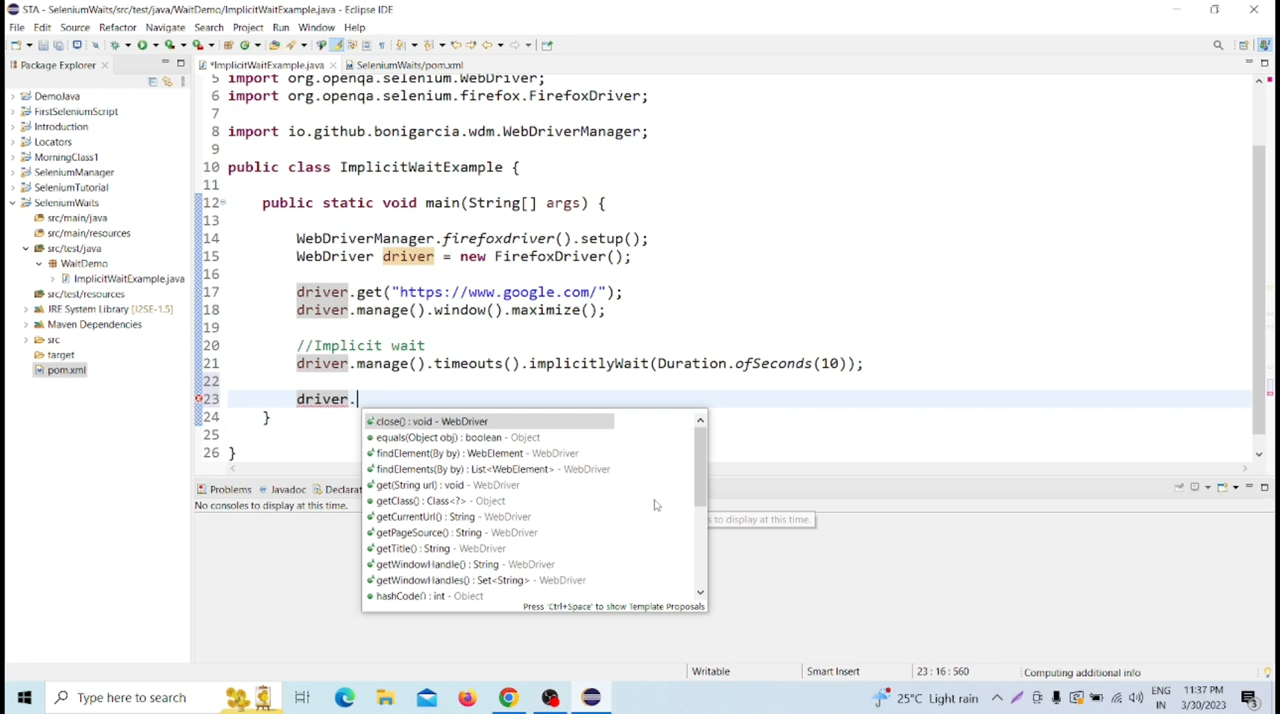 STA - SeleniumWaits/src/test/java/WaitDemo/ImplicitWaitExample.java - Eclipse IDE
File Edit Source Refactor Navigate Search Project Run Window Help
Package Explorer
*ImplicitWaitExample.java
SeleniumWaits/pom.xml
DemoJava
FirstSeleniumScript
Introduction
Locators
MorningClass1
SeleniumManager
SeleniumTutorial
SeleniumWaits
src/main/java
src/main/resources
src/test/java
WaitDemo
ImplicitWaitExample.java
src/test/resources
JRE System Library [J2SE-1.5]
Maven Dependencies
src
target
pom.xml
5 import org.openqa.selenium.WebDriver;
6 import org.openqa.selenium.firefox.FirefoxDriver;
7
8 import io.github.bonigarcia.wdm.WebDriverManager;
9
10 public class ImplicitWaitExample {
11
12 public static void main(String[] args) {
13
14 WebDriverManager.firefoxdriver().setup();
15 WebDriver driver = new FirefoxDriver();
16
17 driver.get("https://www.google.com/");
18 driver.manage().window().maximize();
19
20 //Implicit wait
21 driver.manage().timeouts().implicitlyWait(Duration.ofSeconds(10));
22
23 driver.
24 }
25
26 }
close() : void - WebDriver
equals(Object obj) : boolean - Object
findElement(By by) : WebElement - WebDriver
findElements(By by) : List<WebElement> - WebDriver
get(String url) : void - WebDriver
getClass() : Class<?> - Object
getCurrentUrl() : String - WebDriver
getPageSource() : String - WebDriver
getTitle() : String - WebDriver
getWindowHandle() : String - WebDriver
getWindowHandles() : Set<String> - WebDriver
hashCode() : int - Object
Press 'Ctrl+Space' to show Template Proposals
Problems Javadoc Declarat
No consoles to display at this time.
s to display at this time.
Writable Smart Insert 23 : 16 : 560 Computing additional info
Type here to search
25°C Light rain
ENG
IN
11:37 PM
3/30/2023
3